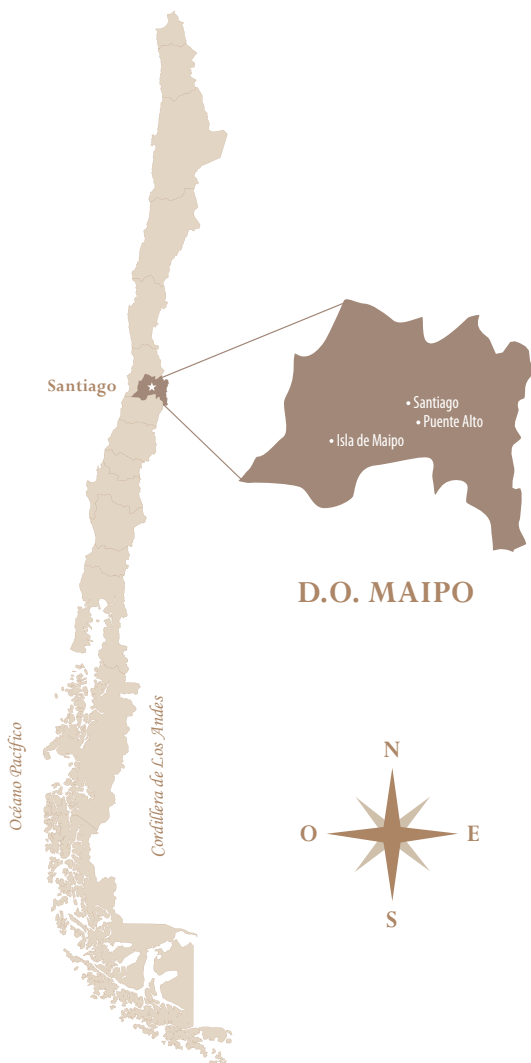 Santiago
• Santiago
• Puente Alto
• Isla de Maipo
D.O. MAIPO
Océano Pacífico
Cordillera de Los Andes
N
O
E
S